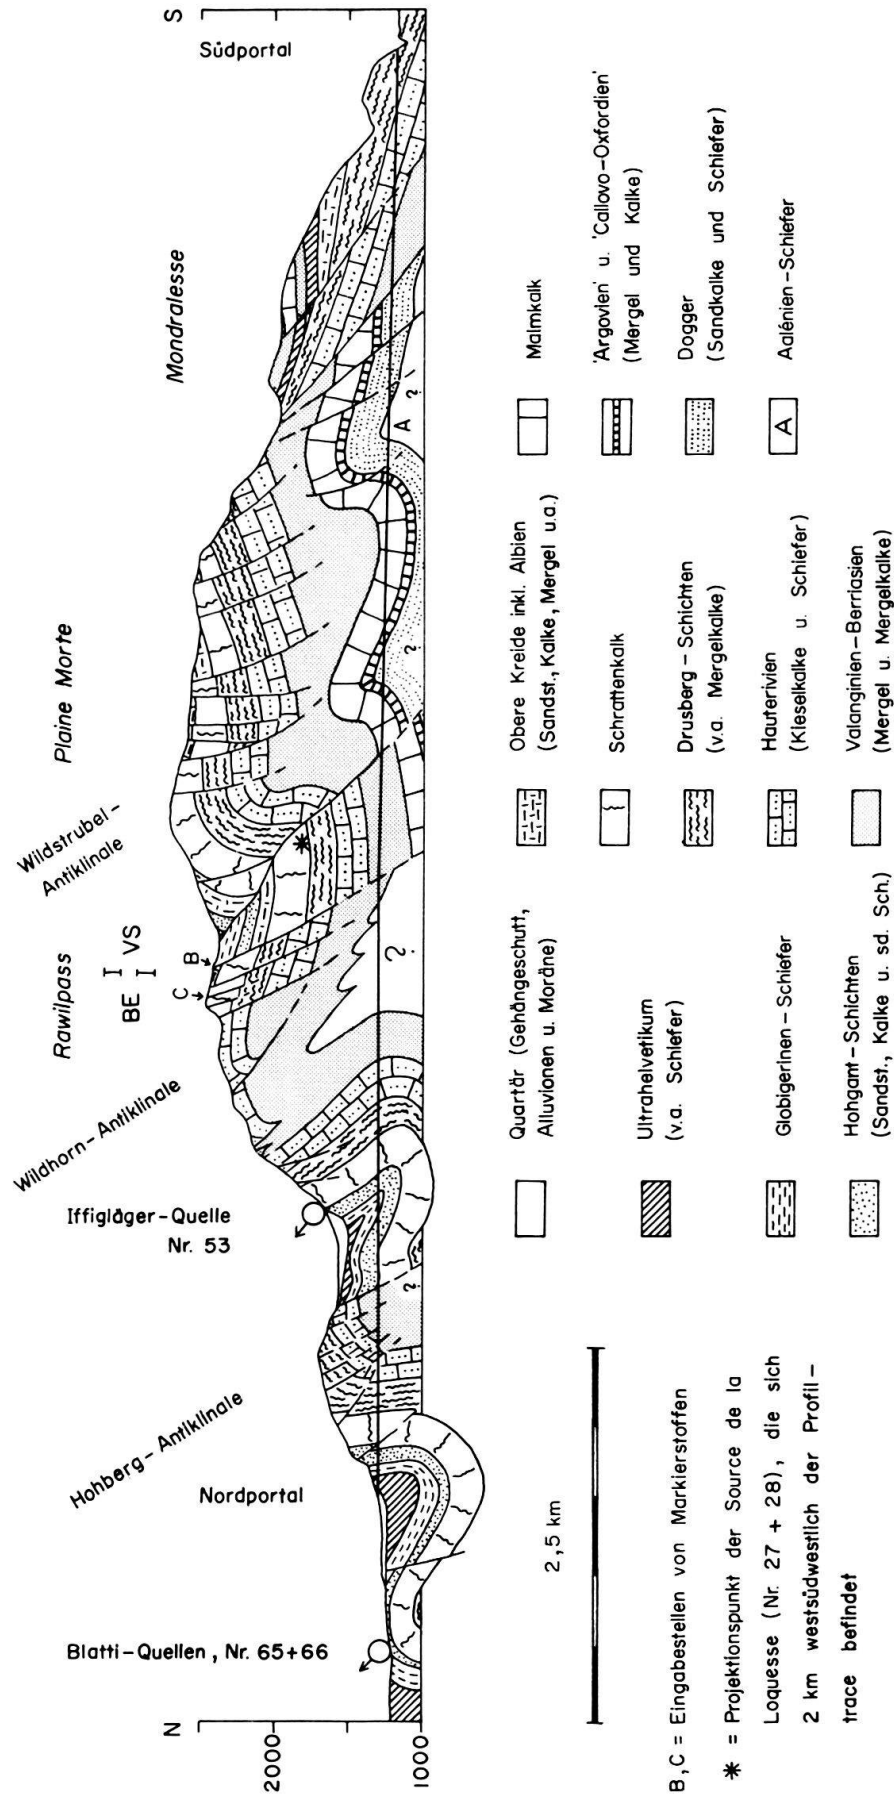 N
S
2000
1000
Blatti-Quellen, Nr. 65+66
Nordportal
Hohberg-Antiklinale
Iffigläger-Quelle
Nr. 53
Wildhorn-Antiklinale
Rawilpass
BE I VS
I
C
B
Wildstrubel-
Antiklinale
Plaine Morte
Mondralesse
Südportal
?
?
?
A
?
2,5 km
B,C = Eingabestellen von Markierstoffen
* = Projektionspunkt der Source de la
Loquesse (Nr. 27 + 28), die sich
2 km westsüdwestlich der Profil-
trace befindet
Quartär (Gehängeschutt,
Alluvionen u. Moräne)
Ultrahelvetikum
(v.a. Schiefer)
Globigerinen-Schiefer
Hohgant-Schichten
(Sandst., Kalke u. sd. Sch.)
Obere Kreide inkl. Albien
(Sandst., Kalke, Mergel u.a.)
Schrattenkalk
Drusberg-Schichten
(v.a. Mergelkalke)
Hauterivien
(Kieselkalke u. Schiefer)
Valanginien-Berriasien
(Mergel u. Mergelkalke)
Malmkalk
'Argovien' u. 'Callovo-Oxfordien'
(Mergel und Kalke)
Dogger
(Sandkalke und Schiefer)
A
Aalénien-Schiefer